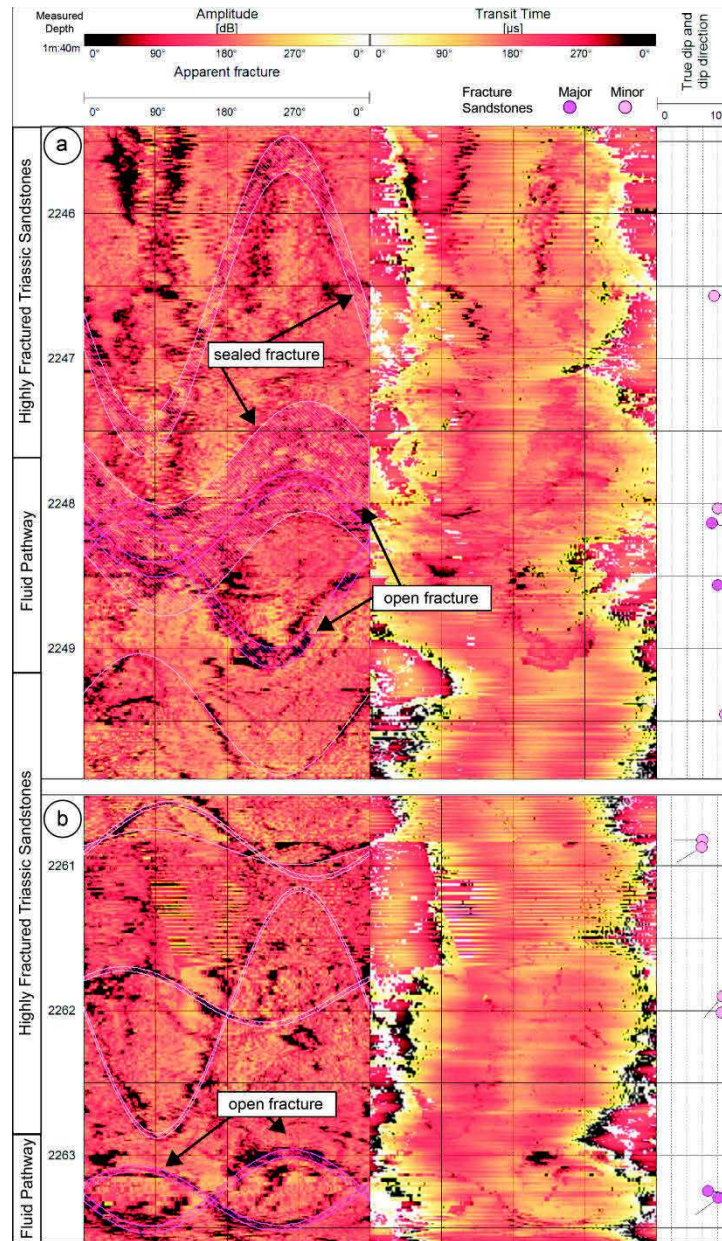 Measured Depth
1m:40m
Amplitude
[dB]
0° 90° 180° 270° 0°
Transit Time
[µs]
0° 90° 180° 270° 0°
True dip and
dip direction
Apparent fracture
0° 90° 180° 270° 0°
Fracture Major Minor
Sandstones
0 10
a
Highly Fractured Triassic Sandstones
2246
sealed fracture
2247
Fluid Pathway
2248
open fracture
2249
Highly Fractured Triassic Sandstones
b
2261
2262
open fracture
Fluid Pathway
2263